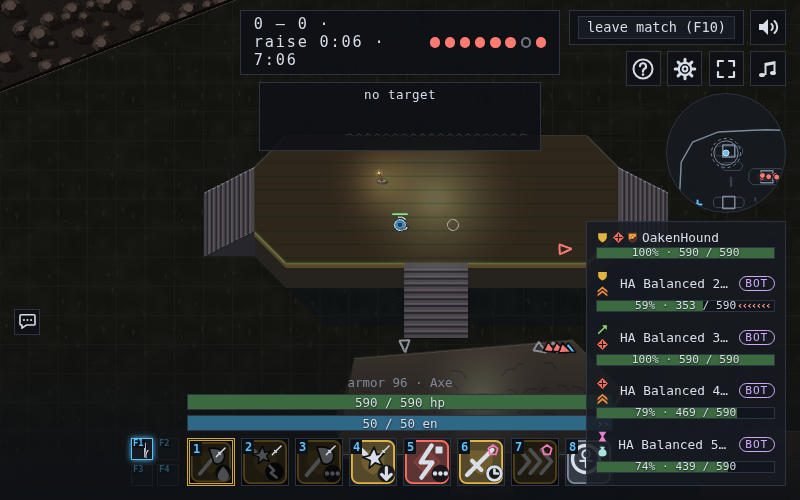 0 – 0 ·
raise 0:06 ·
7:06
leave match (F10)
no target
OakenHound
100% · 590 / 590
HA Balanced 2… BOT
59% · 353 / 590
HA Balanced 3… BOT
100% · 590 / 590
HA Balanced 4… BOT
79% · 469 / 590
HA Balanced 5… BOT
74% · 439 / 590
armor 96 · Axe
590 / 590 hp
50 / 50 en
F1 F2
F3 F4
1 2 3 4 5 6 7 8